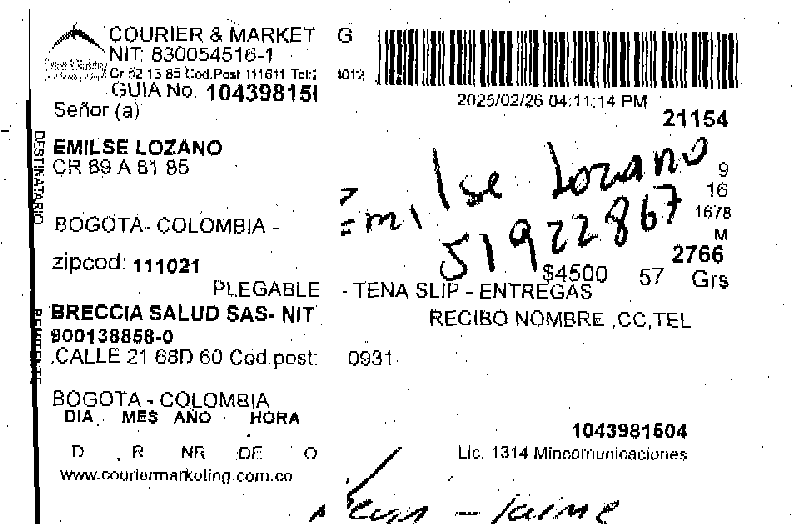 COURIER & MARKET G
NIT: 830054516-1
Cr 62 13 85 Cod.Post 111611 Tel:
GUIA No. 104398150
2025/02/26 04:11:14 PM
Señor (a)
21154
DESTINATARIO
EMILSE LOZANO
CR 89 A 81 85
Emilse Lozano
51922867
9
16
1678
M
BOGOTA- COLOMBIA -
zipcod: 111021
2766
$4500 57 Grs
PLEGABLE - TENA SLIP - ENTREGAS
REMITENTE
BRECCIA SALUD SAS- NIT
900138858-0
RECIBO NOMBRE ,CC,TEL
.CALLE 21 68D 60 Cod.post: 0931
BOGOTA - COLOMBIA
DIA MES AÑO HORA
1043981504
D R NR DE O
Lic. 1314 Mincomunicaciones
www.couriermarketing.com.co